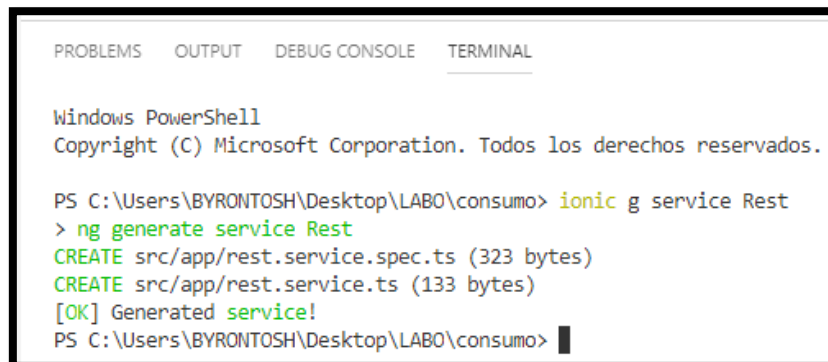 PROBLEMS OUTPUT DEBUG CONSOLE TERMINAL
Windows PowerShell
Copyright (C) Microsoft Corporation. Todos los derechos reservados.
PS C:\Users\BYRONTOSH\Desktop\LABO\consumo> ionic g service Rest
> ng generate service Rest
CREATE src/app/rest.service.spec.ts (323 bytes)
CREATE src/app/rest.service.ts (133 bytes)
[OK] Generated service!
PS C:\Users\BYRONTOSH\Desktop\LABO\consumo>